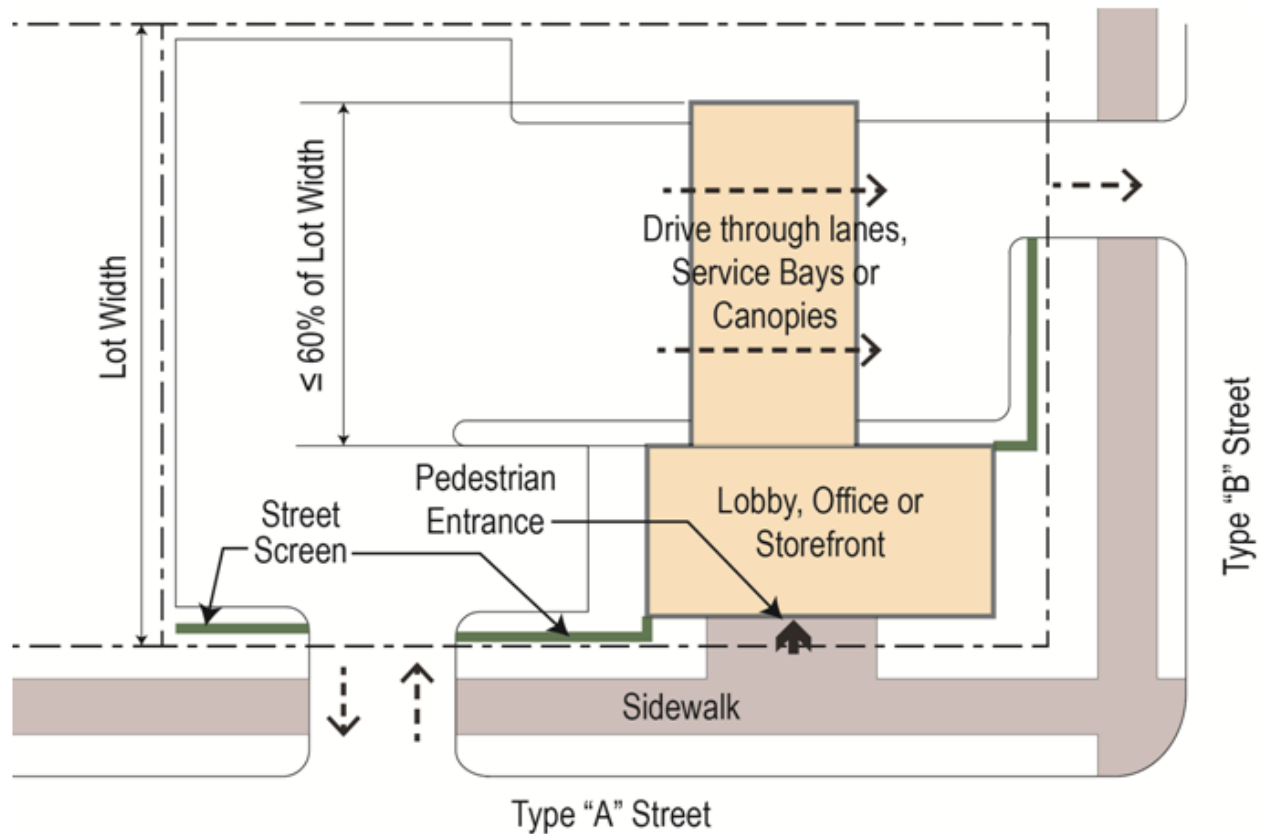 Lot Width
≤ 60% of Lot Width
Drive through lanes,
Service Bays or
Canopies
Pedestrian
Entrance
Street
Screen
Lobby, Office or
Storefront
Sidewalk
Type “B” Street
Type “A” Street